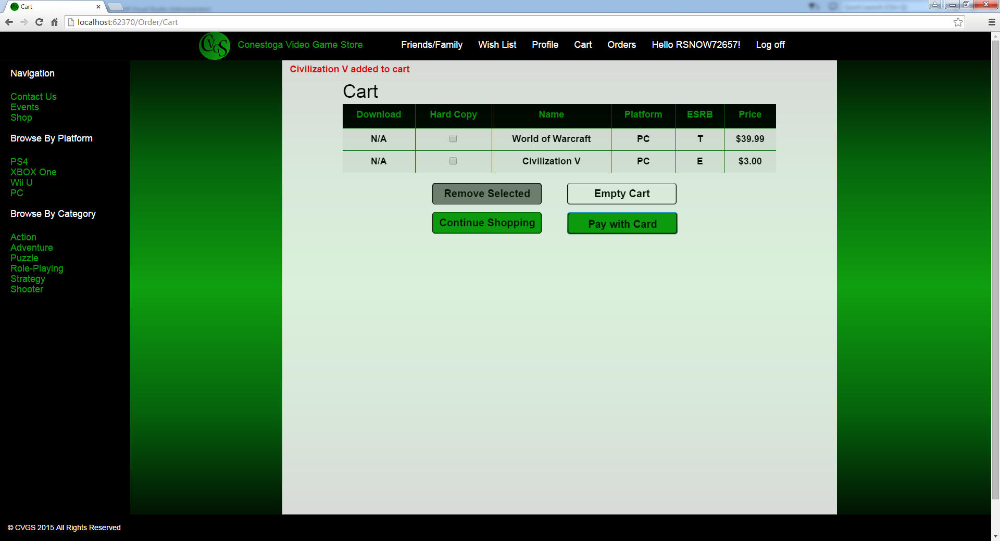 Cart
localhost:62370/Order/Cart
CVGS
Conestoga Video Game Store
Friends/Family
Wish List
Profile
Cart
Orders
Hello RSNOW72657!
Log off
Navigation
Contact Us
Events
Shop
Browse By Platform
PS4
XBOX One
Wii U
PC
Browse By Category
Action
Adventure
Puzzle
Role-Playing
Strategy
Shooter
Civilization V added to cart
Cart
Download Hard Copy Name Platform ESRB Price
N/A World of Warcraft PC T $39.99
N/A Civilization V PC E $3.00
Remove Selected
Empty Cart
Continue Shopping
Pay with Card
© CVGS 2015 All Rights Reserved